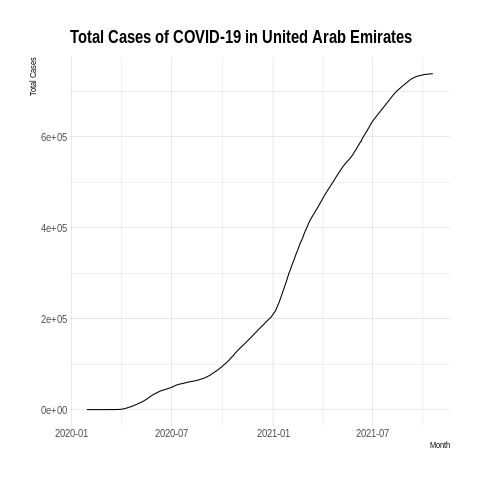 Total Cases of COVID-19 in United Arab Emirates
Total Cases
6e+05
4e+05
2e+05
0e+00
2020-01 2020-07 2021-01 2021-07
Month